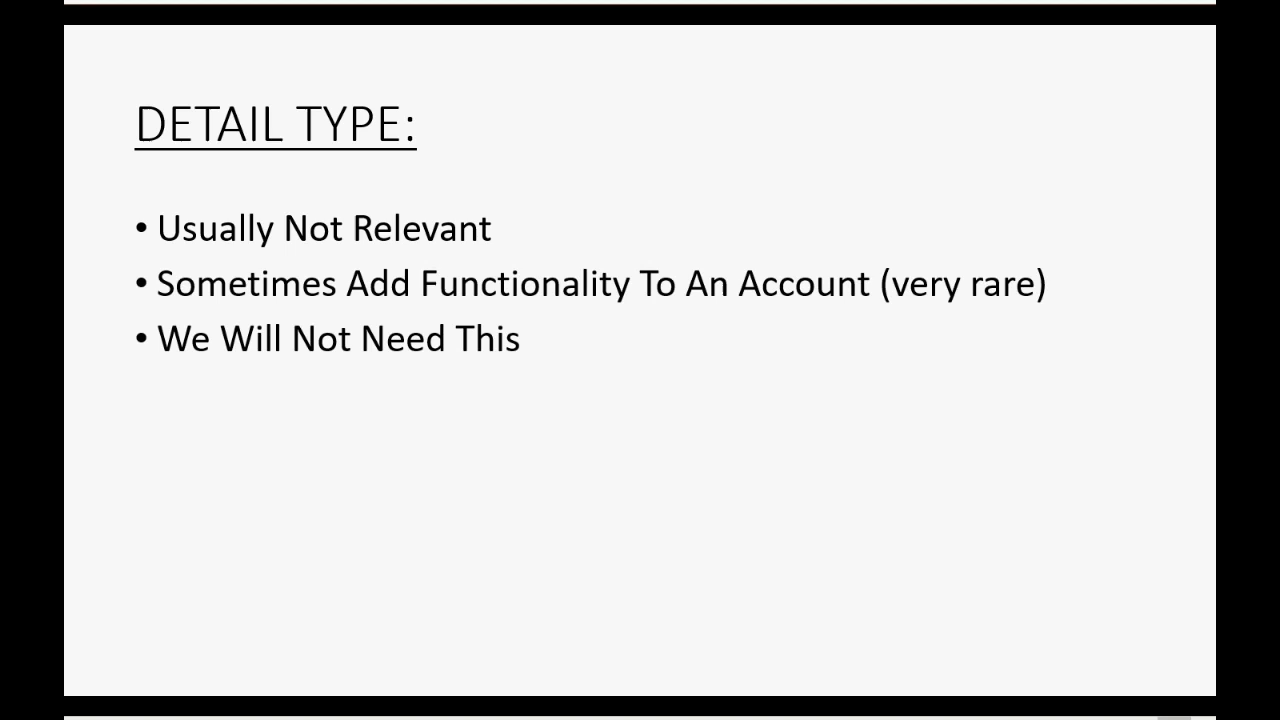 DETAIL TYPE:
• Usually Not Relevant
• Sometimes Add Functionality To An Account (very rare)
• We Will Not Need This